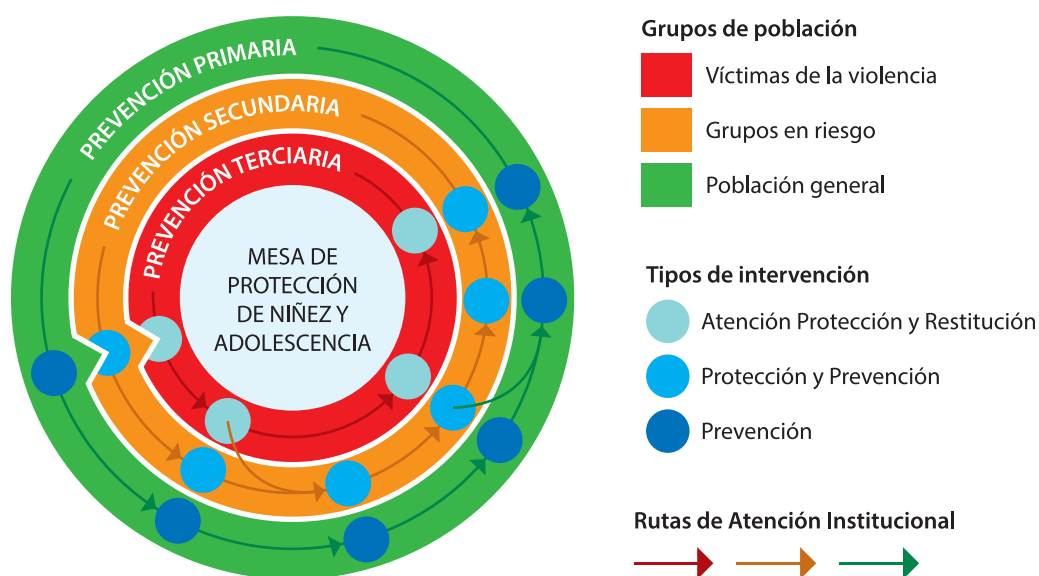 PREVENCIÓN PRIMARIA
PREVENCIÓN SECUNDARIA
PREVENCIÓN TERCIARIA
MESA DE
PROTECCIÓN
DE NIÑEZ Y
ADOLESCENCIA
Grupos de población
Víctimas de la violencia
Grupos en riesgo
Población general
Tipos de intervención
Atención Protección y Restitución
Protección y Prevención
Prevención
Rutas de Atención Institucional